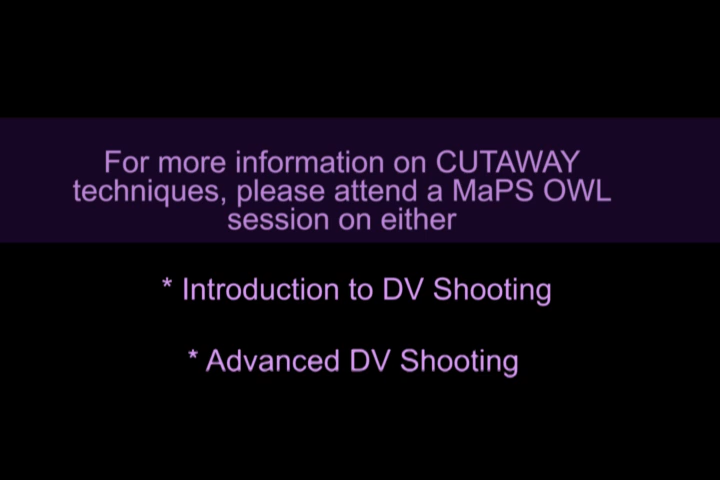 For more information on CUTAWAY
techniques, please attend a MaPS OWL
session on either
* Introduction to DV Shooting
* Advanced DV Shooting